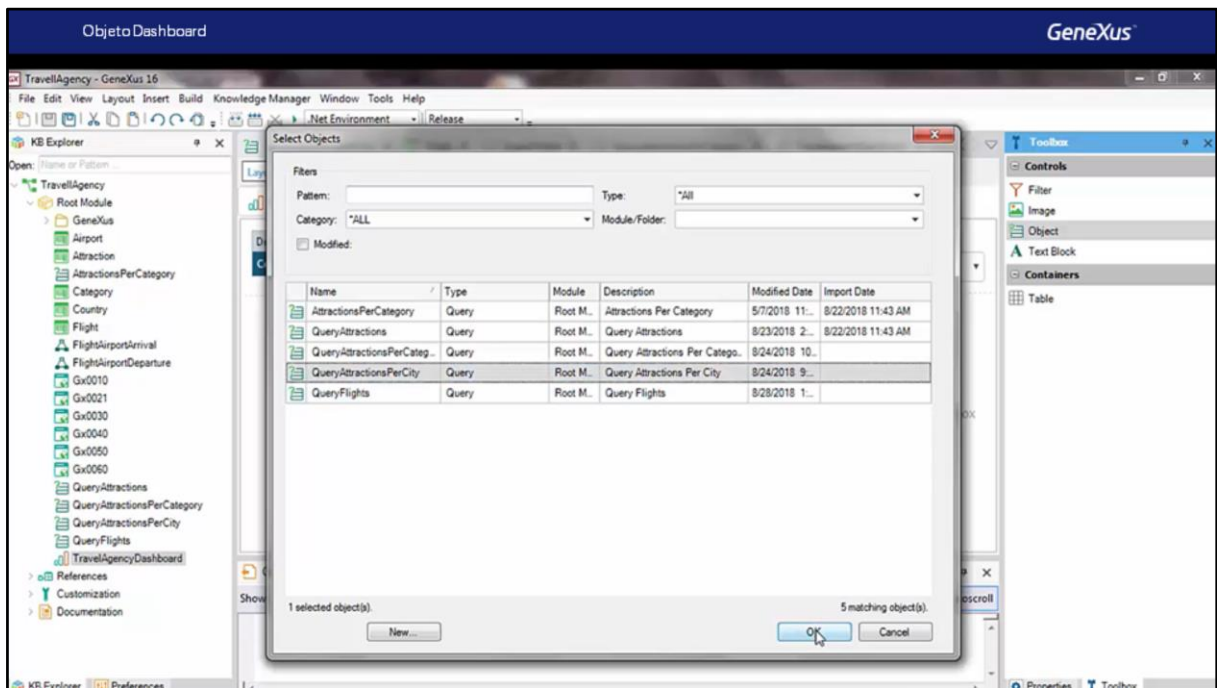 Objeto Dashboard
GeneXus
TravellAgency - GeneXus 16
File Edit View Layout Insert Build Knowledge Manager Window Tools Help
.Net Environment Release
KB Explorer
Open: Name or Pattern ...
TravellAgency
Root Module
GeneXus
Airport
Attraction
AttractionsPerCategory
Category
Country
Flight
FlightAirportArrival
FlightAirportDeparture
Gx0010
Gx0021
Gx0030
Gx0040
Gx0050
Gx0060
QueryAttractions
QueryAttractionsPerCategory
QueryAttractionsPerCity
QueryFlights
TravelAgencyDashboard
References
Customization
Documentation
KB Explorer Preferences
Select Objects
Filters
Pattern: Type: *All
Category: *ALL Module/Folder:
Modified:
Name Type Module Description Modified Date Import Date
AttractionsPerCategory Query Root M... Attractions Per Category 5/7/2018 11:... 8/22/2018 11:43 AM
QueryAttractions Query Root M... Query Attractions 8/23/2018 2:... 8/22/2018 11:43 AM
QueryAttractionsPerCateg... Query Root M... Query Attractions Per Catego... 8/24/2018 10...
QueryAttractionsPerCity Query Root M... Query Attractions Per City 8/24/2018 9:...
QueryFlights Query Root M... Query Flights 8/28/2018 1:...
1 selected object(s). 5 matching object(s).
New... OK Cancel
Show
oscroll
Toolbox
Controls
Filter
Image
Object
Text Block
Containers
Table
Properties Toolbox